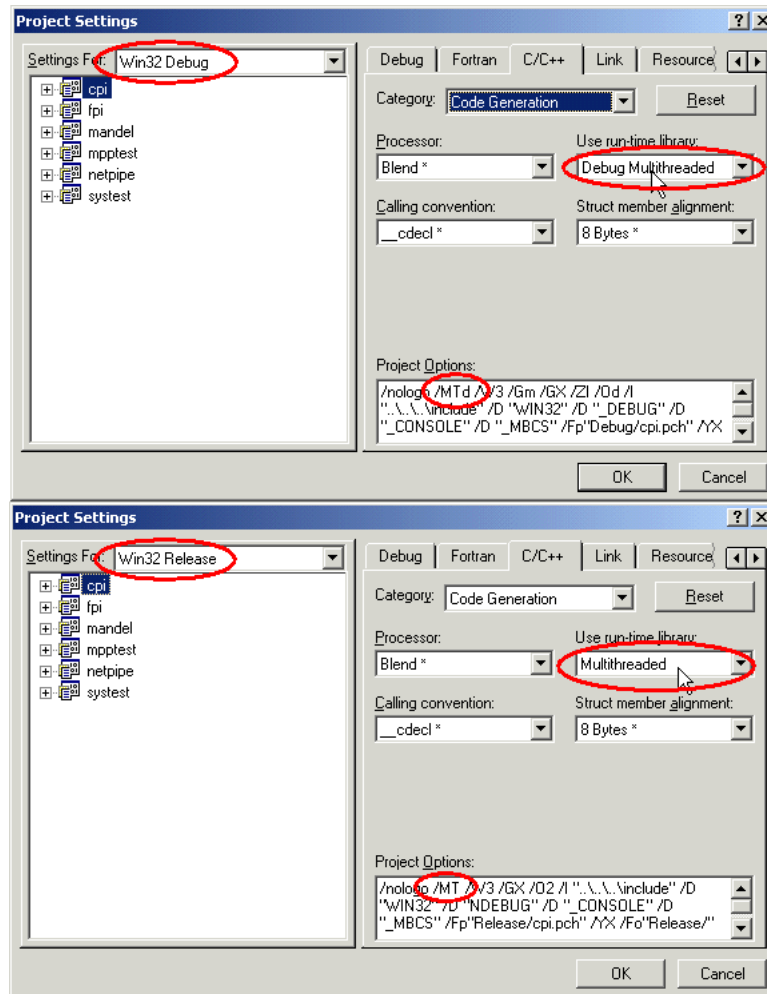 Project Settings
Settings For: Win32 Debug
cpi
fpi
mandel
mpptest
netpipe
systest
Debug Fortran C/C++ Link Resource
Category: Code Generation Reset
Processor: Use run-time library:
Blend * Debug Multithreaded
Calling convention: Struct member alignment:
__cdecl * 8 Bytes *
Project Options:
/nologo /MTd /W3 /Gm /GX /ZI /Od /I
"..\..\..\include" /D "WIN32" /D "_DEBUG" /D
"_CONSOLE" /D "_MBCS" /Fp"Debug/cpi.pch" /YX
OK Cancel
Project Settings
Settings For: Win32 Release
cpi
fpi
mandel
mpptest
netpipe
systest
Debug Fortran C/C++ Link Resource
Category: Code Generation Reset
Processor: Use run-time library:
Blend * Multithreaded
Calling convention: Struct member alignment:
__cdecl * 8 Bytes *
Project Options:
/nologo /MT /W3 /GX /O2 /I "..\..\..\include" /D
"WIN32" /D "NDEBUG" /D "_CONSOLE" /D
"_MBCS" /Fp"Release/cpi.pch" /YX /Fo"Release/"
OK Cancel